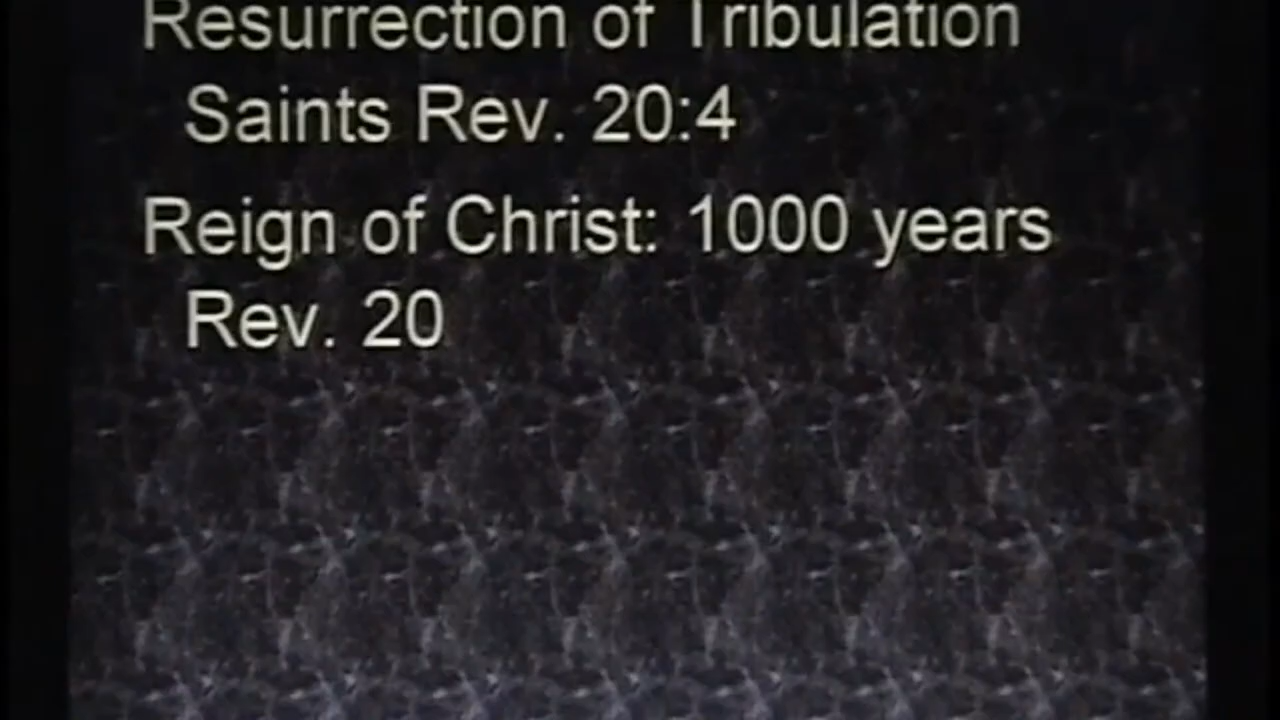 Resurrection of Tribulation
Saints Rev. 20:4
Reign of Christ: 1000 years
Rev. 20